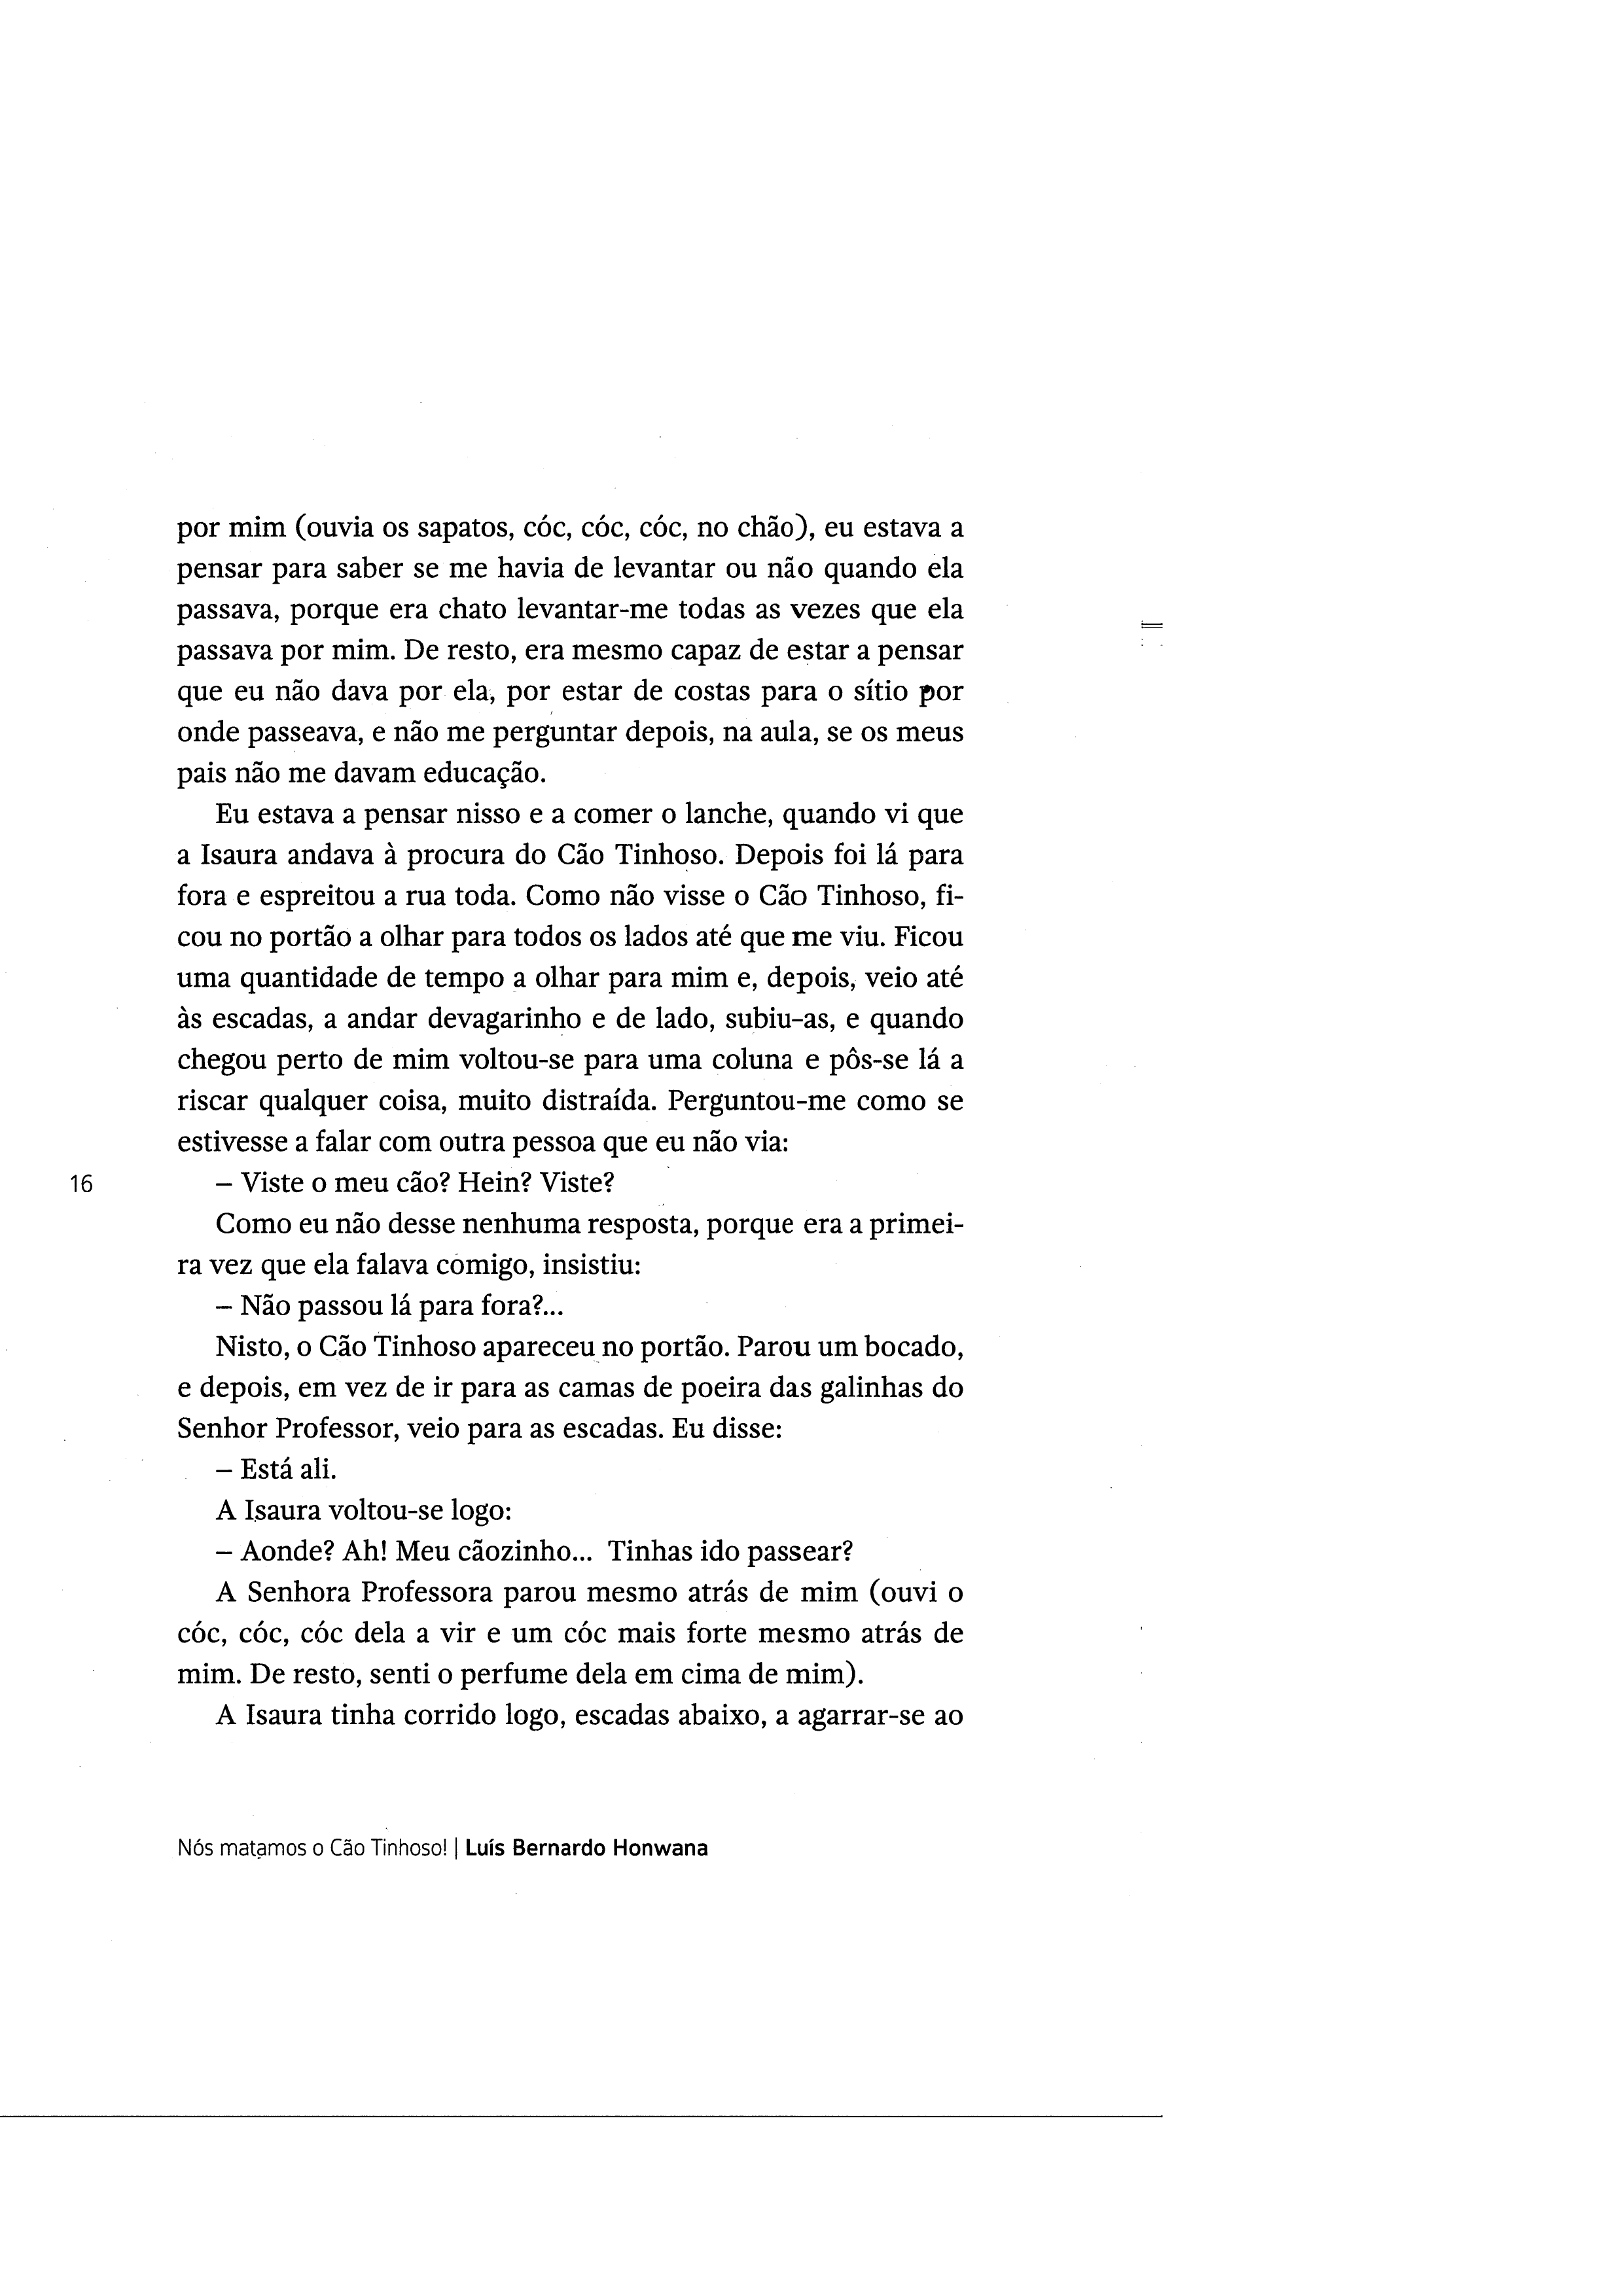 por mim (ouvia os sapatos, cóc, cóc, cóc, no chão), eu estava a
pensar para saber se me havia de levantar ou não quando ela
passava, porque era chato levantar-me todas as vezes que ela
passava por mim. De resto, era mesmo capaz de estar a pensar
que eu não dava por ela, por estar de costas para o sítio por
onde passeava, e não me perguntar depois, na aula, se os meus
pais não me davam educação.
Eu estava a pensar nisso e a comer o lanche, quando vi que
a Isaura andava à procura do Cão Tinhoso. Depois foi lá para
fora e espreitou a rua toda. Como não visse o Cão Tinhoso, fi-
cou no portão a olhar para todos os lados até que me viu. Ficou
uma quantidade de tempo a olhar para mim e, depois, veio até
às escadas, a andar devagarinho e de lado, subiu-as, e quando
chegou perto de mim voltou-se para uma coluna e pôs-se lá a
riscar qualquer coisa, muito distraída. Perguntou-me como se
estivesse a falar com outra pessoa que eu não via:
16
– Viste o meu cão? Hein? Viste?
Como eu não desse nenhuma resposta, porque era a primei-
ra vez que ela falava comigo, insistiu:
– Não passou lá para fora?...
Nisto, o Cão Tinhoso apareceu no portão. Parou um bocado,
e depois, em vez de ir para as camas de poeira das galinhas do
Senhor Professor, veio para as escadas. Eu disse:
– Está ali.
A Isaura voltou-se logo:
– Aonde? Ah! Meu cãozinho... Tinhas ido passear?
A Senhora Professora parou mesmo atrás de mim (ouvi o
cóc, cóc, cóc dela a vir e um cóc mais forte mesmo atrás de
mim. De resto, senti o perfume dela em cima de mim).
A Isaura tinha corrido logo, escadas abaixo, a agarrar-se ao
Nós matamos o Cão Tinhoso! | Luís Bernardo Honwana